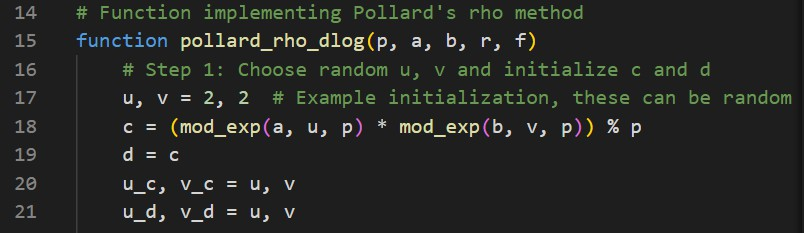 14 # Function implementing Pollard's rho method
15 function pollard_rho_dlog(p, a, b, r, f)
16 # Step 1: Choose random u, v and initialize c and d
17 u, v = 2, 2 # Example initialization, these can be random
18 c = (mod_exp(a, u, p) * mod_exp(b, v, p)) % p
19 d = c
20 u_c, v_c = u, v
21 u_d, v_d = u, v